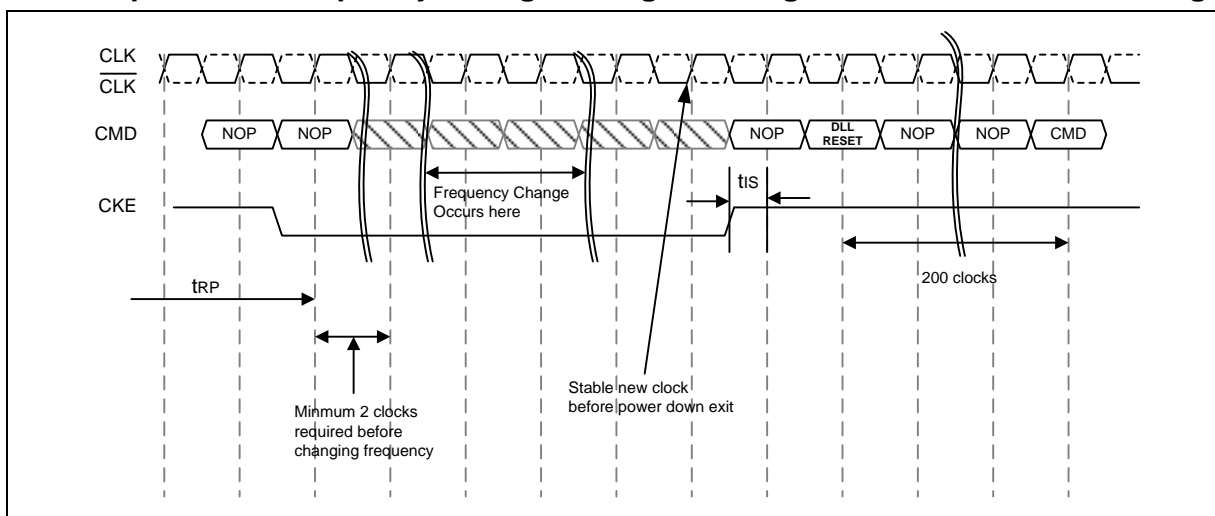 CLK
CLK
CMD
NOP
NOP
NOP
DLL
RESET
NOP
NOP
CMD
Frequency Change
Occurs here
tIS
CKE
200 clocks
tRP
Stable new clock
before power down exit
Minmum 2 clocks
required before
changing frequency